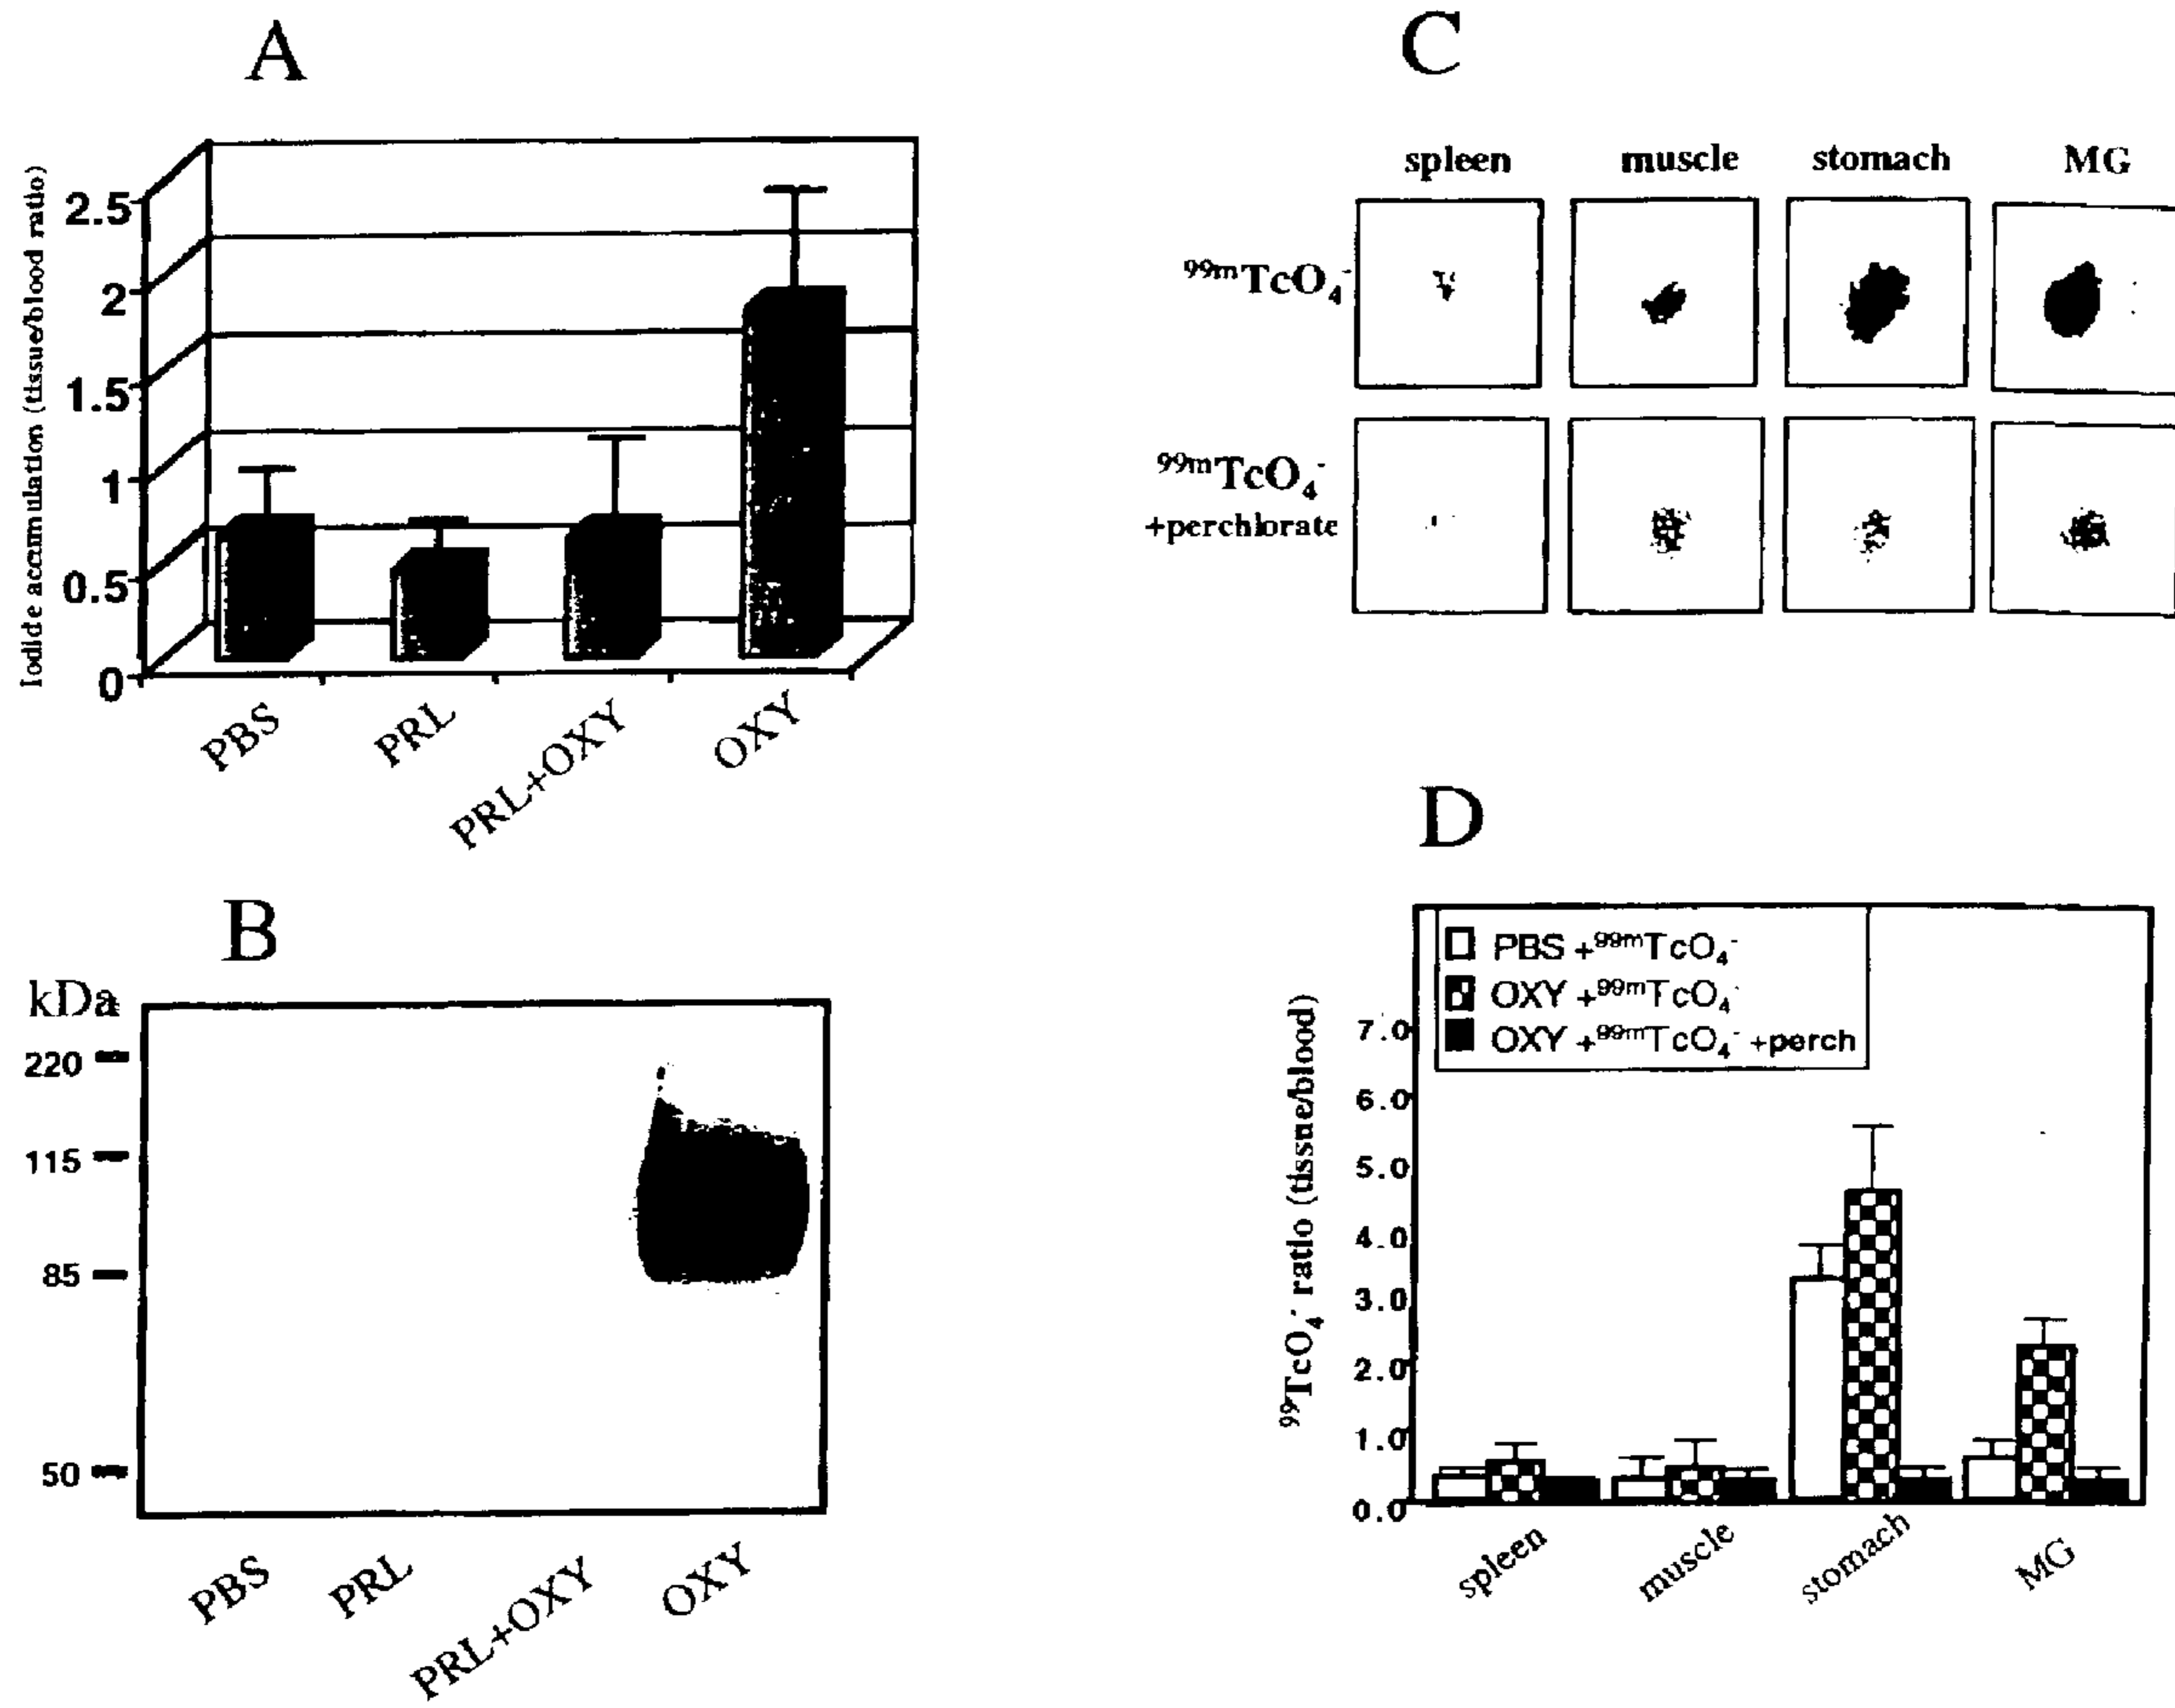 A
Iodide accumulation (tissue/blood ratio)
2.5
2
1.5
1
0.5
0
PBS
PRL
PRL+OXY
OXY
B
kDa
220
115
85
50
PBS
PRL
PRL+OXY
OXY
C
spleen muscle stomach MG
99mTcO4-
99mTcO4-
+perchlorate
D
PBS +99mTcO4-
OXY +99mTcO4-
OXY +99mTcO4- +perch
99TcO4- ratio (tissue/blood)
7.0
6.0
5.0
4.0
3.0
2.0
1.0
0.0
spleen
muscle
stomach
MG